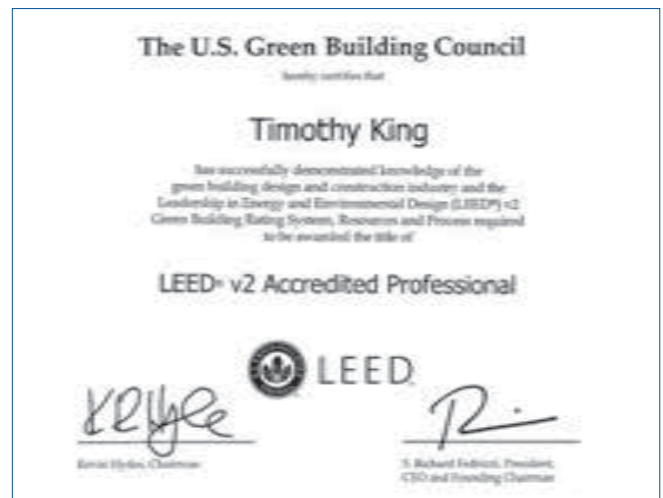 The U.S. Green Building Council
hereby certifies that
Timothy King
has successfully demonstrated knowledge of the
green building design and construction industry and the
Leadership in Energy and Environmental Design (LEED®) v2
Green Building Rating System, Resources and Process required
to be awarded the title of
LEED® v2 Accredited Professional
LEED
Kevin Hydes, Chairman
S. Richard Fedrizzi, President,
CEO and Founding Chairman